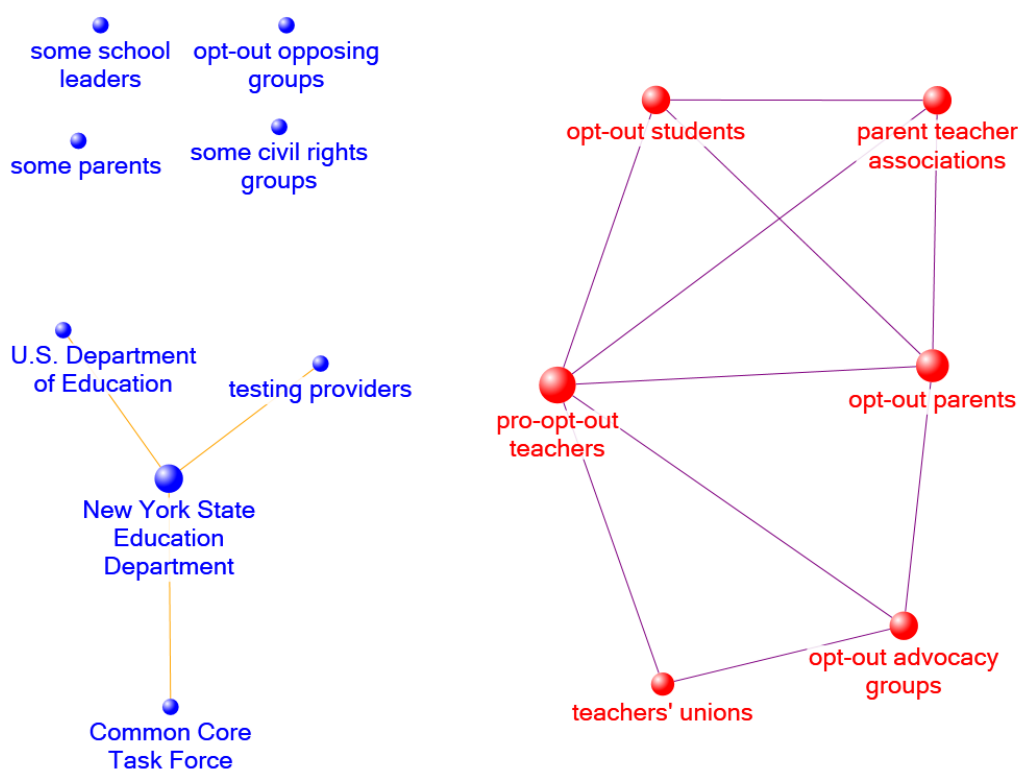 some school
leaders
opt-out opposing
groups
some parents
some civil rights
groups
U.S. Department
of Education
testing providers
New York State
Education
Department
Common Core
Task Force
opt-out students
parent teacher
associations
pro-opt-out
teachers
opt-out parents
opt-out advocacy
groups
teachers' unions